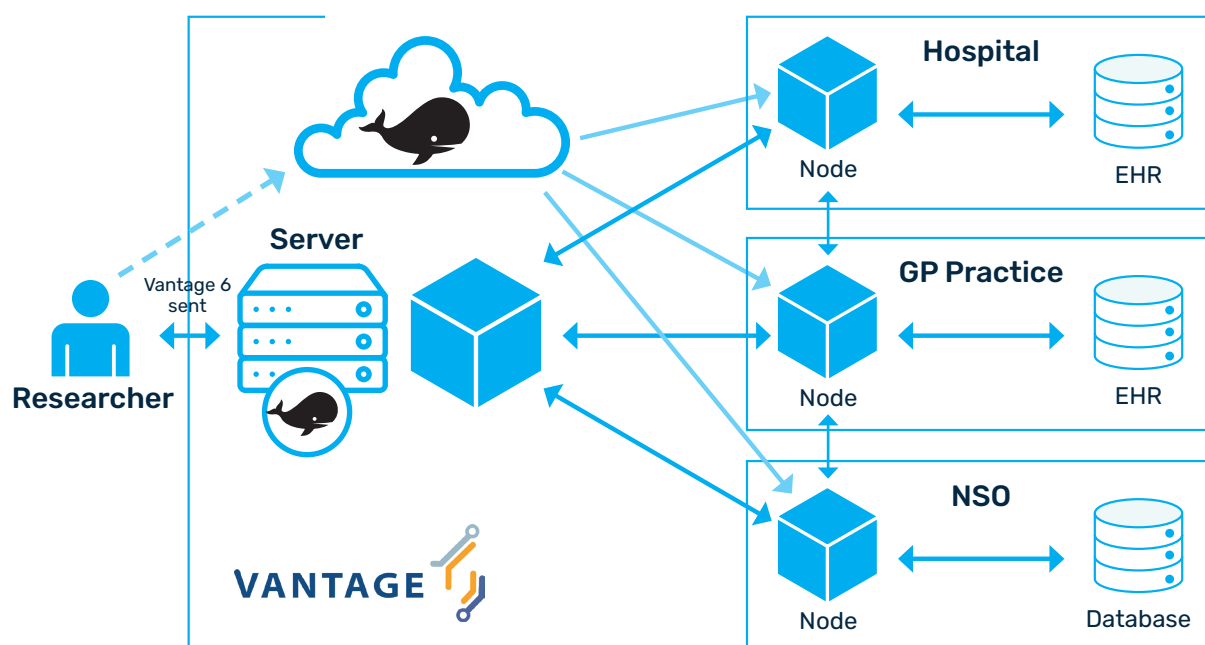 Hospital
Node
EHR
Server
Vantage 6
sent
Researcher
GP Practice
Node
EHR
NSO
Node
Database
VANTAGE